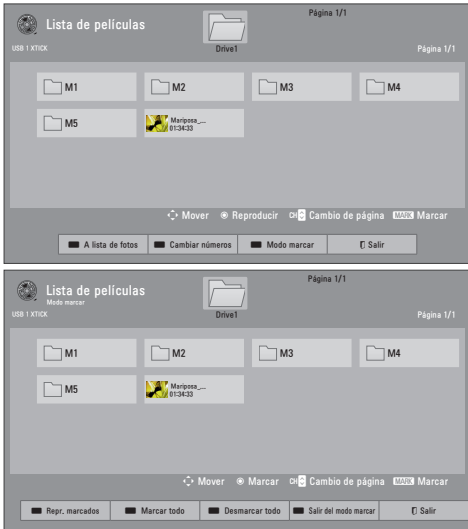 Página 1/1
Lista de películas
USB 1 XTICK
Drive1
Página 1/1
M1
M2
M3
M4
M5
Mariposa_...
01:34:33
Mover
Reproducir
CH Cambio de página
MARK Marcar
A lista de fotos
Cambiar números
Modo marcar
Salir
Página 1/1
Lista de películas
Modo marcar
USB 1 XTICK
Drive1
Página 1/1
M1
M2
M3
M4
M5
Mariposa_...
01:34:33
Mover
Marcar
CH Cambio de página
MARK Marcar
Repr. marcados
Marcar todo
Desmarcar todo
Salir del modo marcar
Salir